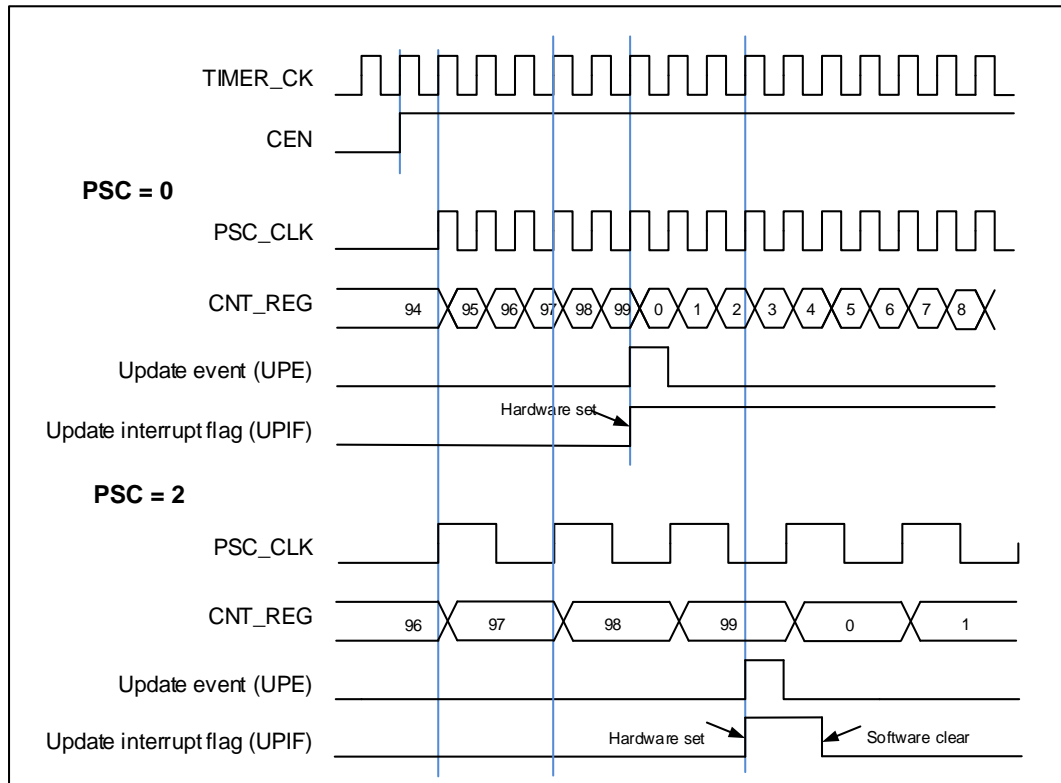 TIMER_CK
CEN
PSC = 0
PSC_CLK
CNT_REG 94 95 96 97 98 99 0 1 2 3 4 5 6 7 8
Update event (UPE)
Hardware set
Update interrupt flag (UPIF)
PSC = 2
PSC_CLK
CNT_REG 96 97 98 99 0 1
Update event (UPE)
Update interrupt flag (UPIF) Hardware set Software clear